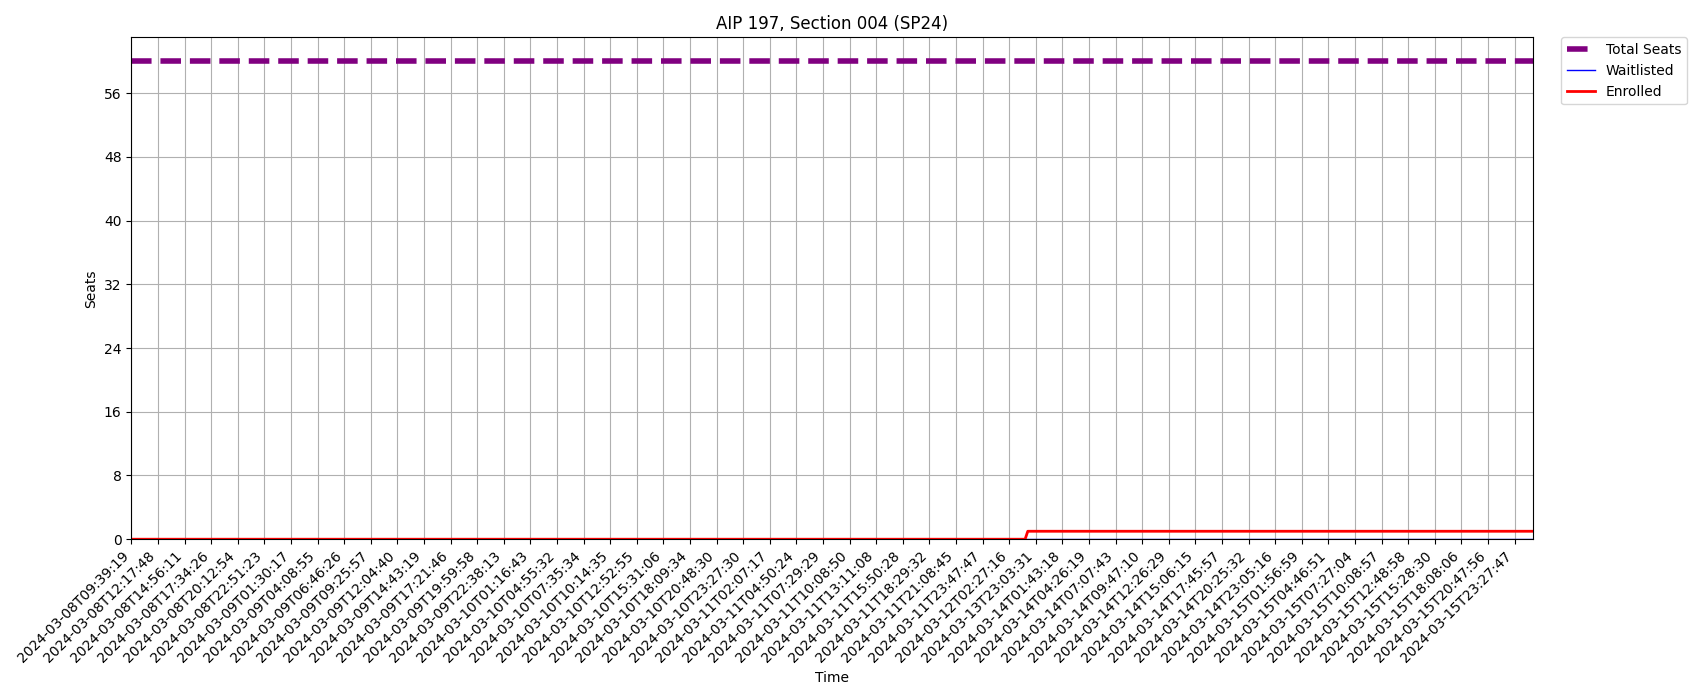 AIP 197, Section 004 (SP24)
Total Seats
Waitlisted
Enrolled
Seats
56
48
40
32
24
16
8
0
2024-03-08T09:39:19
2024-03-08T12:17:48
2024-03-08T14:56:11
2024-03-08T17:34:26
2024-03-08T20:12:54
2024-03-08T22:51:23
2024-03-09T01:30:17
2024-03-09T04:08:55
2024-03-09T06:46:26
2024-03-09T09:25:57
2024-03-09T12:04:40
2024-03-09T14:43:19
2024-03-09T17:21:46
2024-03-09T19:59:58
2024-03-09T22:38:13
2024-03-10T01:16:43
2024-03-10T04:55:32
2024-03-10T07:35:34
2024-03-10T10:14:35
2024-03-10T12:52:55
2024-03-10T15:31:06
2024-03-10T18:09:34
2024-03-10T20:48:30
2024-03-10T23:27:30
2024-03-11T02:07:17
2024-03-11T04:50:24
2024-03-11T07:29:29
2024-03-11T10:08:50
2024-03-11T13:11:08
2024-03-11T15:50:28
2024-03-11T18:29:32
2024-03-11T21:08:45
2024-03-11T23:47:47
2024-03-12T02:27:16
2024-03-13T23:03:31
2024-03-14T01:43:18
2024-03-14T04:26:19
2024-03-14T07:07:43
2024-03-14T09:47:10
2024-03-14T12:26:29
2024-03-14T15:06:15
2024-03-14T17:45:57
2024-03-14T20:25:32
2024-03-14T23:05:16
2024-03-15T01:56:59
2024-03-15T04:46:51
2024-03-15T07:27:04
2024-03-15T10:08:57
2024-03-15T12:48:58
2024-03-15T15:28:30
2024-03-15T18:08:06
2024-03-15T20:47:56
2024-03-15T23:27:47
Time